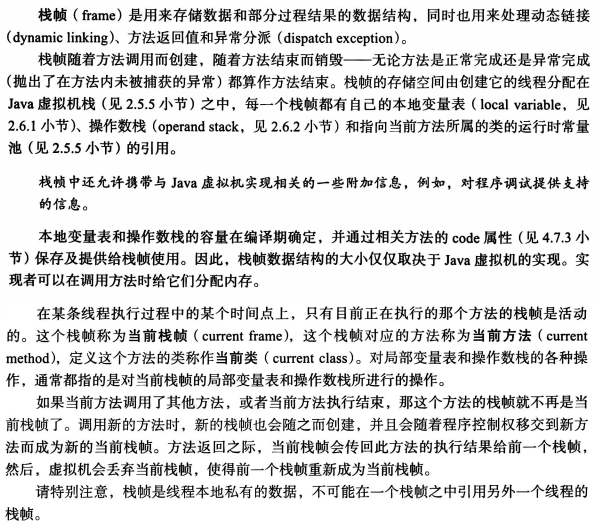 栈帧（frame）是用来存储数据和部分过程结果的数据结构，同时也用来处理动态链接
（dynamic linking）、方法返回值和异常分派（dispatch exception）。
栈帧随着方法调用而创建，随着方法结束而销毁——无论方法是正常完成还是异常完成
（抛出了在方法内未被捕获的异常）都算作方法结束。栈帧的存储空间由创建它的线程分配在
Java 虚拟机栈（见 2.5.5 小节）之中，每一个栈帧都有自己的本地变量表（local variable，见
2.6.1 小节）、操作数栈（operand stack，见 2.6.2 小节）和指向当前方法所属的类的运行时常量
池（见 2.5.5 小节）的引用。
栈帧中还允许携带与 Java 虚拟机实现相关的一些附加信息，例如，对程序调试提供支持
的信息。
本地变量表和操作数栈的容量在编译期确定，并通过相关方法的 code 属性（见 4.7.3 小
节）保存及提供给栈帧使用。因此，栈帧数据结构的大小仅仅取决于 Java 虚拟机的实现。实
现者可以在调用方法时给它们分配内存。
在某条线程执行过程中的某个时间点上，只有目前正在执行的那个方法的栈帧是活动
的。这个栈帧称为当前栈帧（current frame），这个栈帧对应的方法称为当前方法（current
method），定义这个方法的类称作当前类（current class）。对局部变量表和操作数栈的各种操
作，通常都指的是对当前栈帧的局部变量表和操作数栈所进行的操作。
如果当前方法调用了其他方法，或者当前方法执行结束，那这个方法的栈帧就不再是当
前栈帧了。调用新的方法时，新的栈帧也会随之而创建，并且会随着程序控制权移交到新方
法而成为新的当前栈帧。方法返回之际，当前栈帧会传回此方法的执行结果给前一个栈帧，
然后，虚拟机会丢弃当前栈帧，使得前一个栈帧重新成为当前栈帧。
请特别注意，栈帧是线程本地私有的数据，不可能在一个栈帧之中引用另外一个线程的
栈帧。